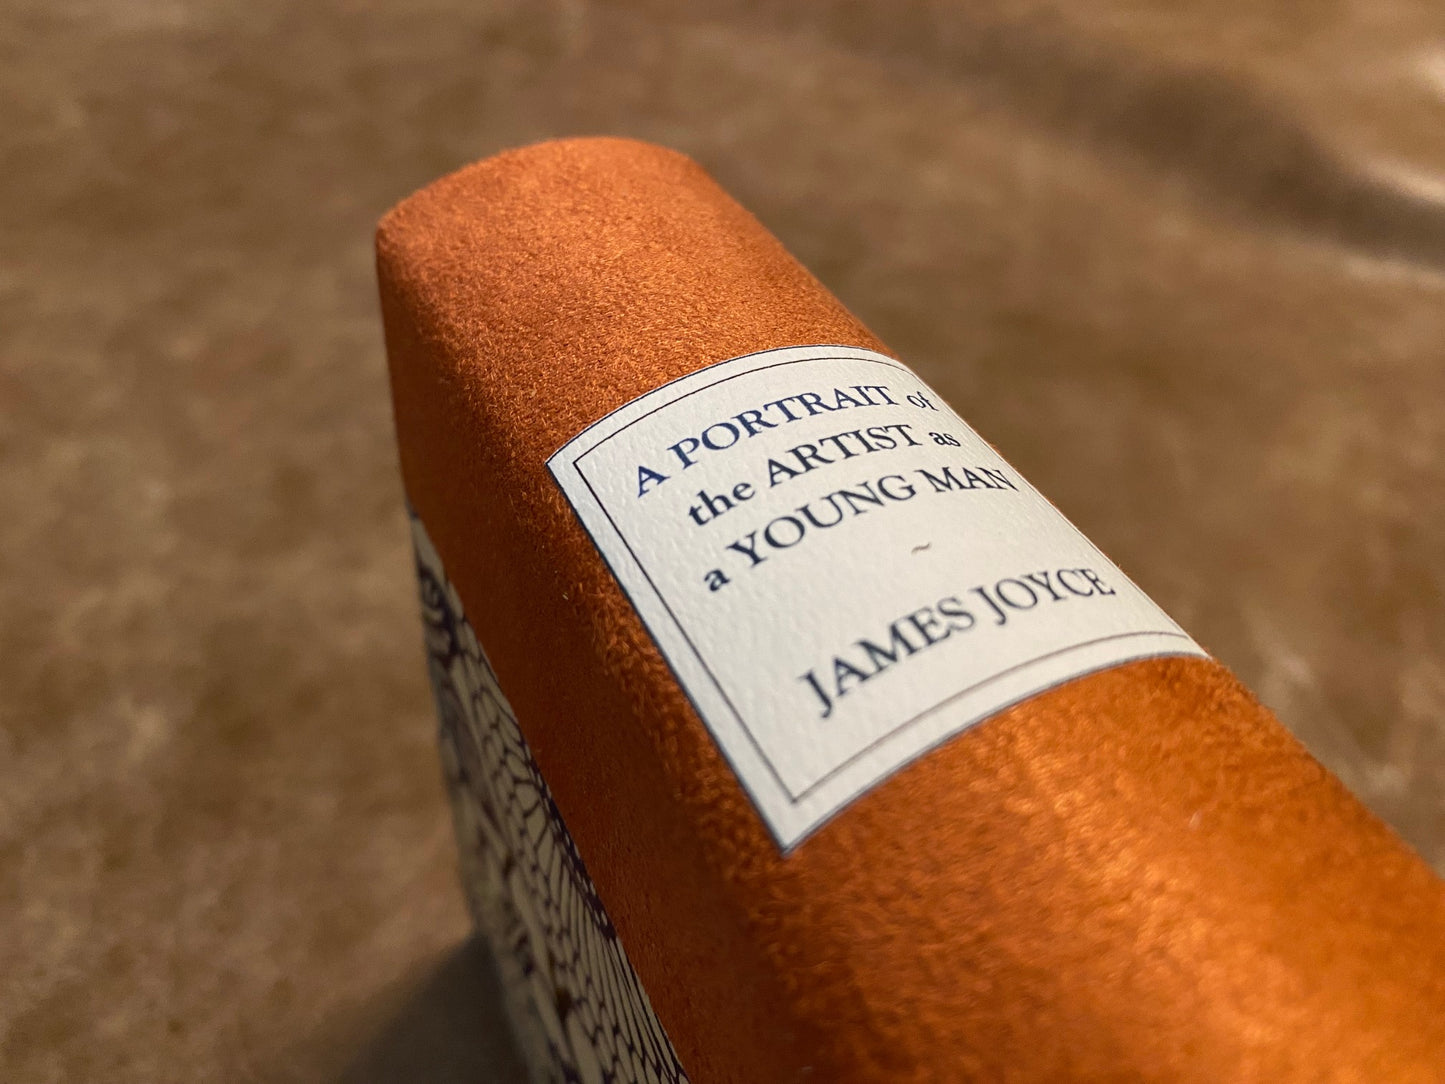 A PORTRAIT of
the ARTIST as
a YOUNG MAN
~
JAMES JOYCE